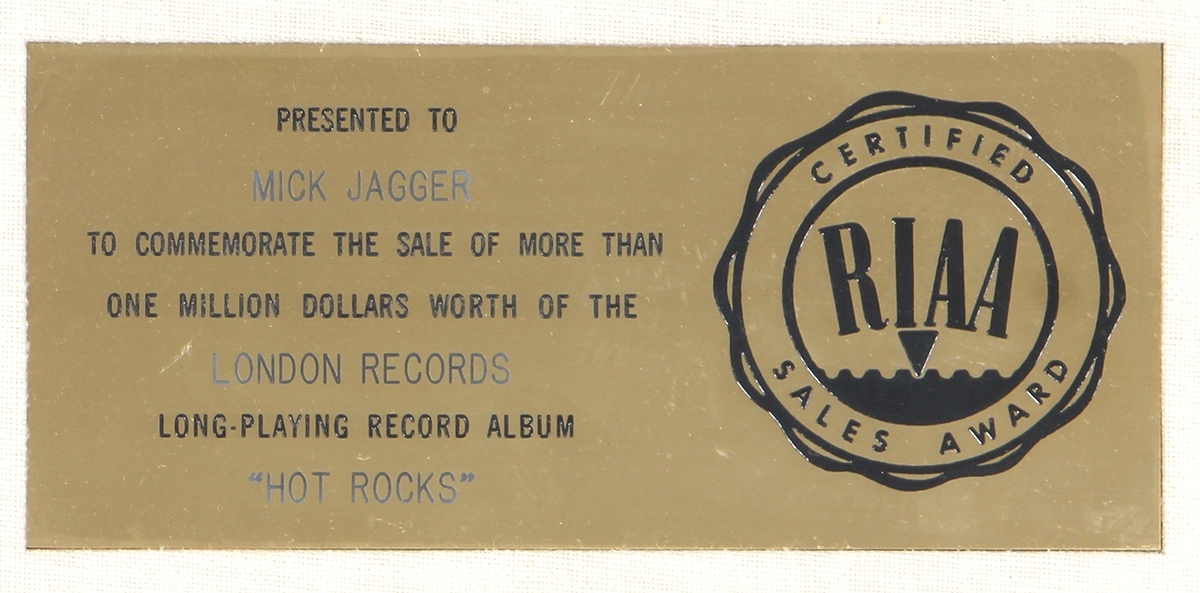 PRESENTED TO
MICK JAGGER
TO COMMEMORATE THE SALE OF MORE THAN
ONE MILLION DOLLARS WORTH OF THE
LONDON RECORDS
LONG-PLAYING RECORD ALBUM
“HOT ROCKS”
CERTIFIED
RIAA
SALES AWARD